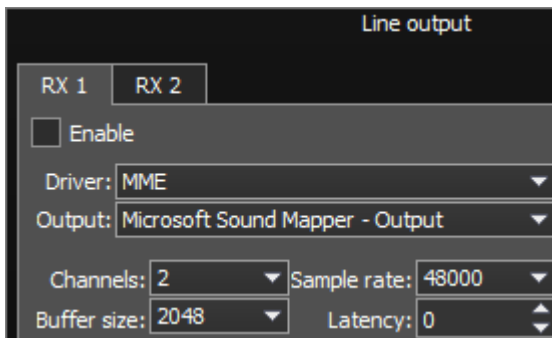 Line output
RX 1 RX 2
Enable
Driver: MME
Output: Microsoft Sound Mapper - Output
Channels: 2 Sample rate: 48000
Buffer size: 2048 Latency: 0